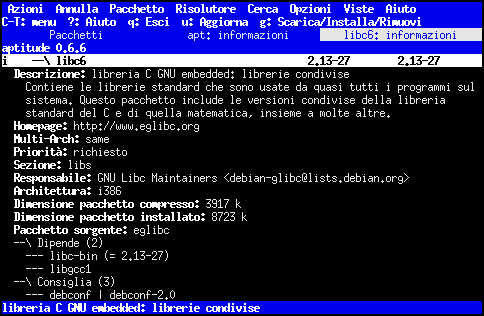 Azioni Annulla Pacchetto Risolutore Cerca Opzioni Viste Aiuto
C-T: menu ?: Aiuto q: Esci u: Aggiorna g: Scarica/Installa/Rimuovi
Pacchetti apt: informazioni libc6: informazioni
aptitude 0.6.6
i --\ libc6 2.13-27 2.13-27
Descrizione: libreria C GNU embedded: librerie condivise
Contiene le librerie standard che sono usate da quasi tutti i programmi sul
sistema. Questo pacchetto include le versioni condivise della libreria
standard del C e di quella matematica, insieme a molte altre.
Homepage: http://www.eglibc.org
Multi-Arch: same
Priorità: richiesto
Sezione: libs
Responsabile: GNU Libc Maintainers <debian-glibc@lists.debian.org>
Architettura: i386
Dimensione pacchetto compresso: 3917 k
Dimensione pacchetto installato: 8723 k
Pacchetto sorgente: eglibc
--\ Dipende (2)
--- libc-bin (= 2.13-27)
--- libgcc1
--\ Consiglia (3)
--- debconf | debconf-2.0
libreria C GNU embedded: librerie condivise